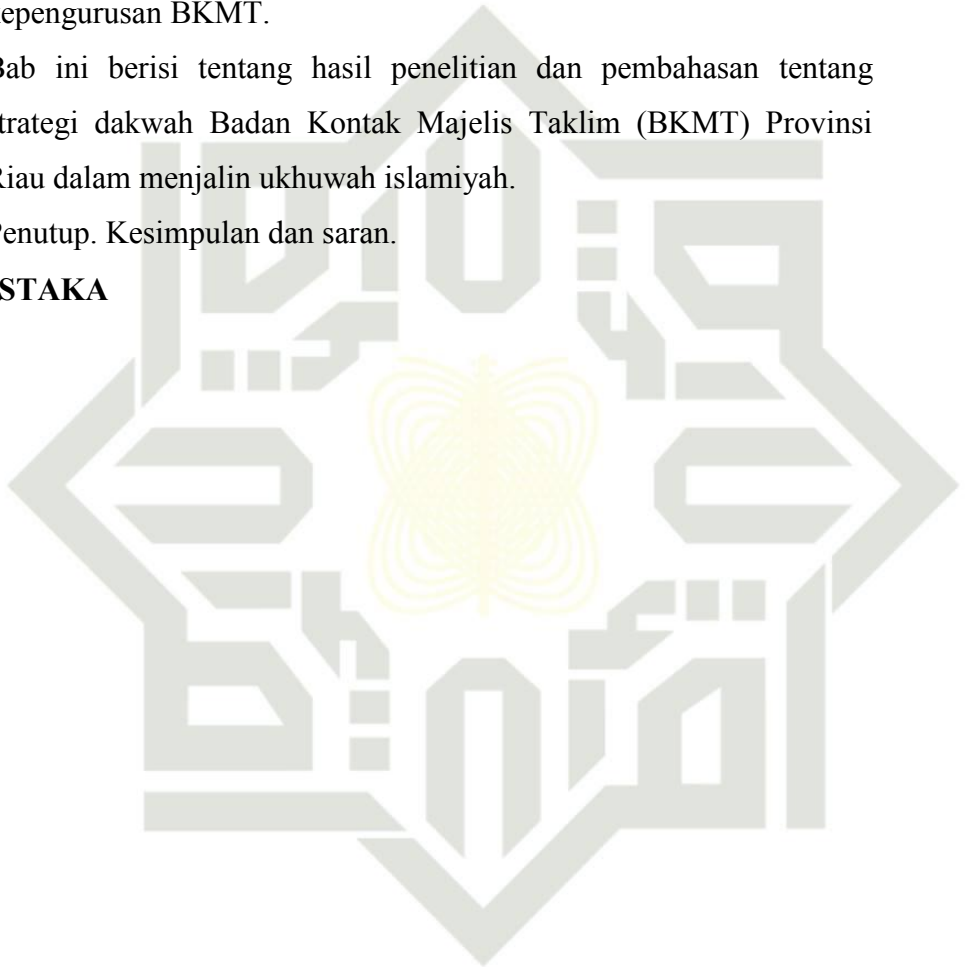 kepengurusan BKMT.
Bab ini berisi tentang hasil penelitian dan pembahasan tentang
trategi dakwah Badan Kontak Majelis Taklim (BKMT) Provinsi
Riau dalam menjalin ukhuwah islamiyah.
Penutup. Kesimpulan dan saran.
STAKA